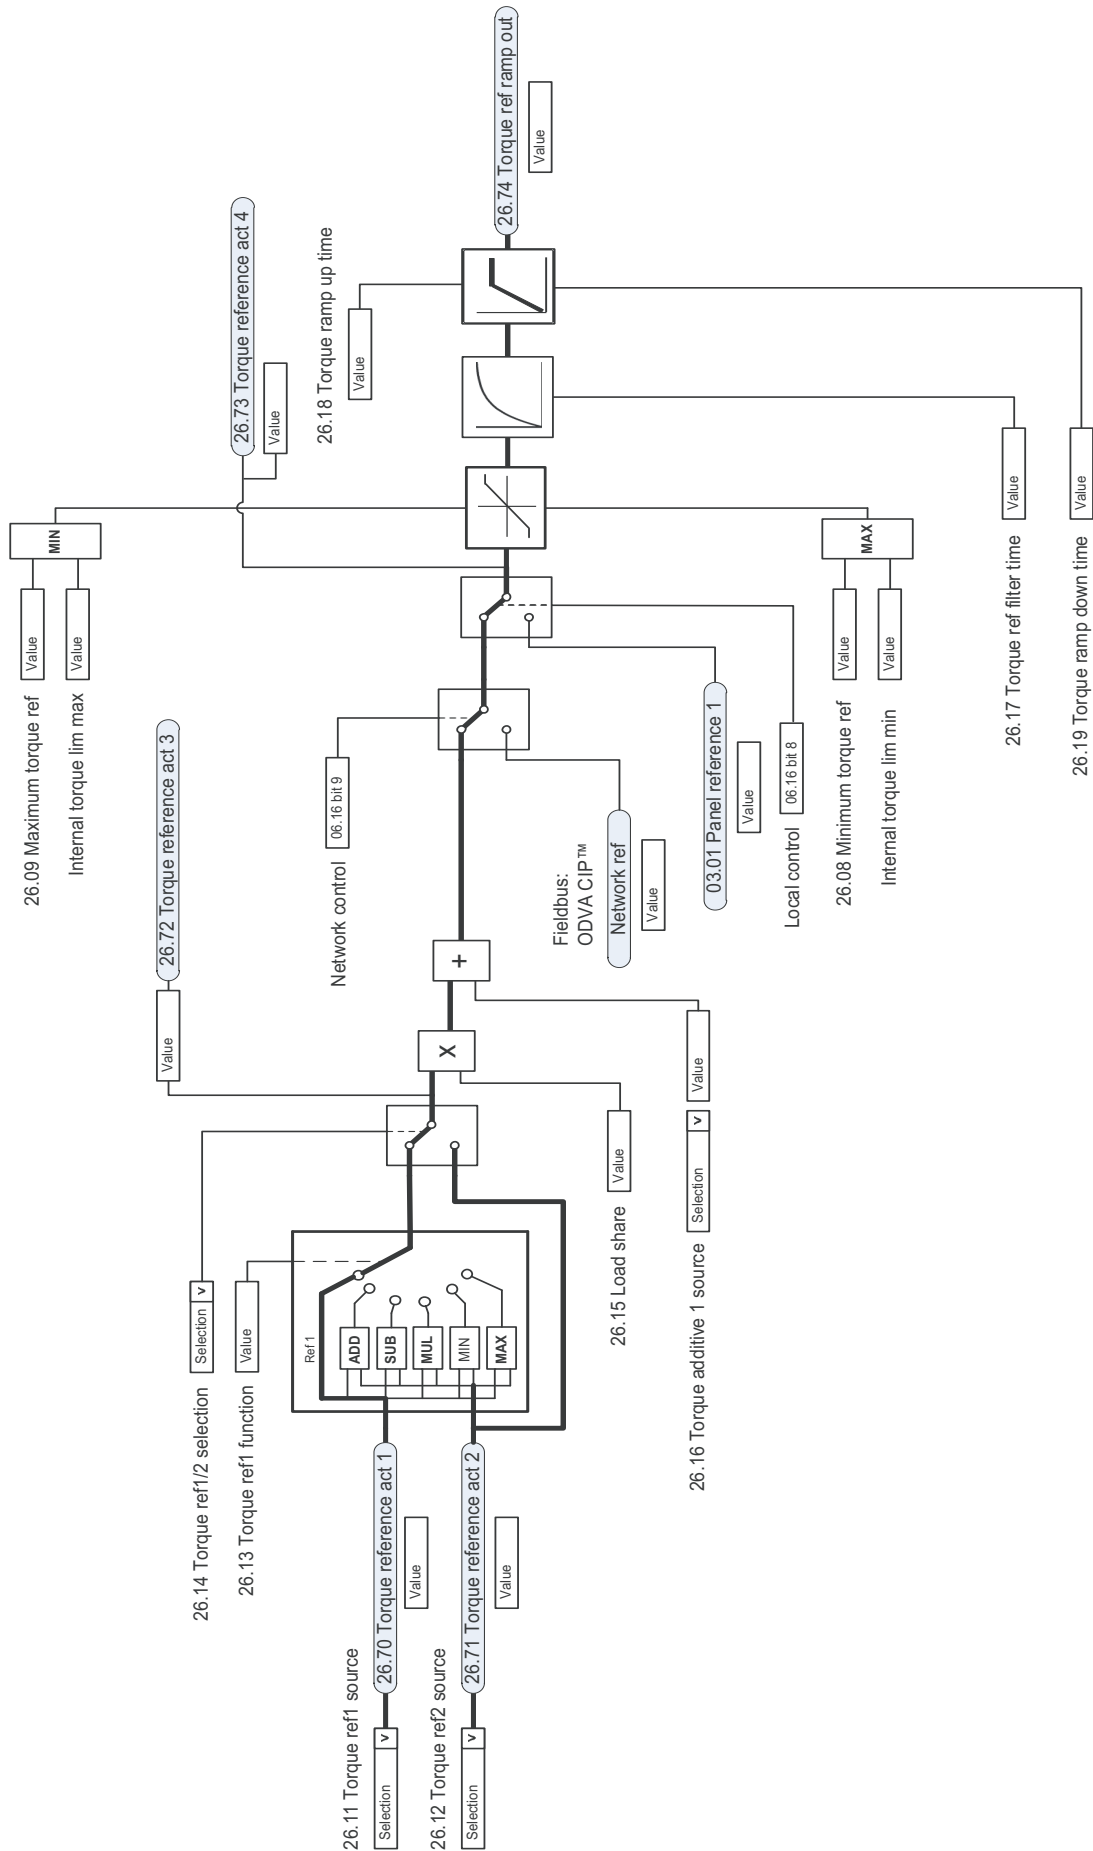 26.11 Torque ref1 source
Selection
v
26.70 Torque reference act 1
Value
26.12 Torque ref2 source
Selection
v
26.71 Torque reference act 2
Value
26.14 Torque ref1/2 selection
Selection
v
26.13 Torque ref1 function
Value
Ref1
ADD
SUB
MUL
MIN
MAX
Value
26.72 Torque reference act 3
X
26.15 Load share
Value
+
26.16 Torque additive 1 source
Selection
v
Value
Network control
06.16 bit 9
Fieldbus:
ODVA CIP™
Network ref
Value
03.01 Panel reference 1
Value
Local control
06.16 bit 8
26.73 Torque reference act 4
Value
26.09 Maximum torque ref
Value
Internal torque lim max
Value
MIN
26.08 Minimum torque ref
Value
Internal torque lim min
Value
MAX
26.17 Torque ref filter time
Value
26.18 Torque ramp up time
Value
26.19 Torque ramp down time
Value
26.74 Torque ref ramp out
Value